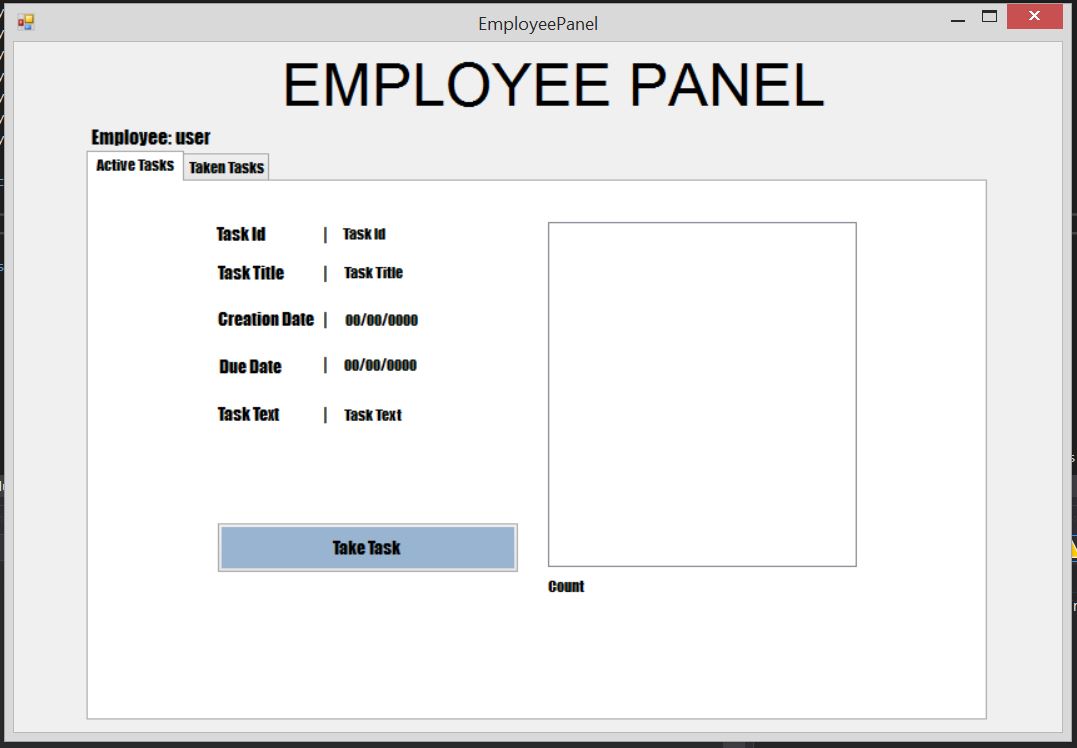 EmployeePanel
EMPLOYEE PANEL
Employee: user
Active Tasks Taken Tasks
Task Id | Task Id
Task Title | Task Title
Creation Date | 00/00/0000
Due Date | 00/00/0000
Task Text | Task Text
Take Task
Count